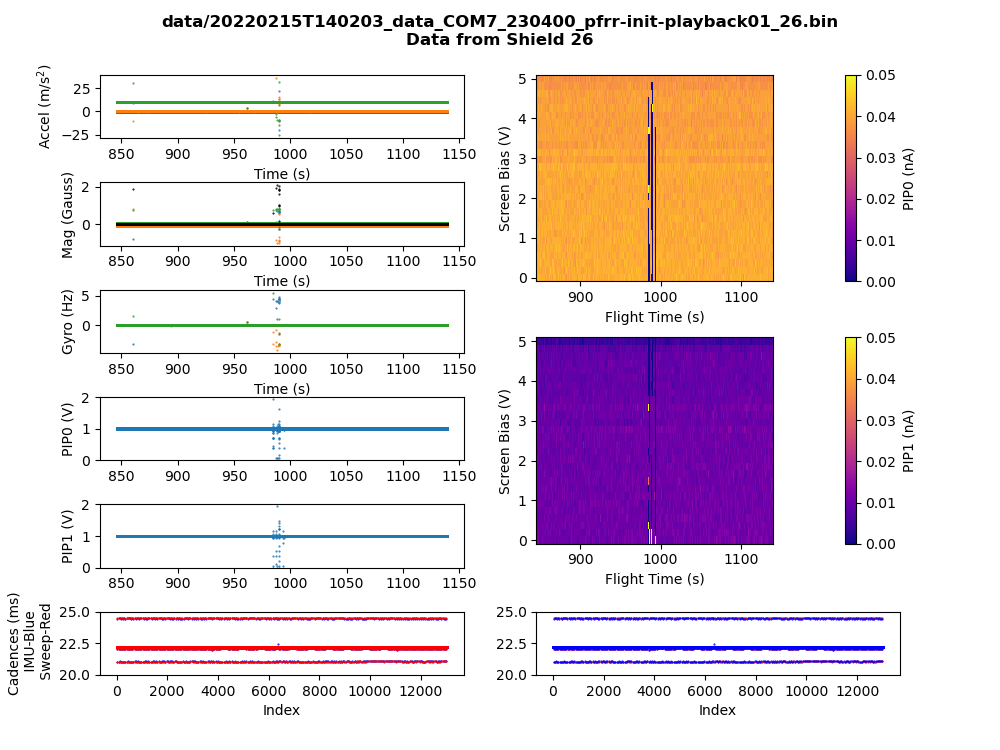 data/20220215T140203_data_COM7_230400_pfrr-init-playback01_26.bin
Data from Shield 26
Accel (m/s²)
25
0
−25
850 900 950 1000 1050 1100 1150
Time (s)
Mag (Gauss)
2
0
850 900 950 1000 1050 1100 1150
Time (s)
Gyro (Hz)
5
0
850 900 950 1000 1050 1100 1150
Time (s)
PIP0 (V)
2
1
0
850 900 950 1000 1050 1100 1150
PIP1 (V)
2
1
0
850 900 950 1000 1050 1100 1150
Cadences (ms)
IMU-Blue
Sweep-Red
25.0
22.5
20.0
0 2000 4000 6000 8000 10000 12000
Index
Screen Bias (V)
5
4
3
2
1
0
900 1000 1100
Flight Time (s)
0.05
0.04
0.03
0.02
0.01
0.00
PIP0 (nA)
Screen Bias (V)
5
4
3
2
1
0
900 1000 1100
Flight Time (s)
0.05
0.04
0.03
0.02
0.01
0.00
PIP1 (nA)
25.0
22.5
20.0
0 2000 4000 6000 8000 10000 12000
Index